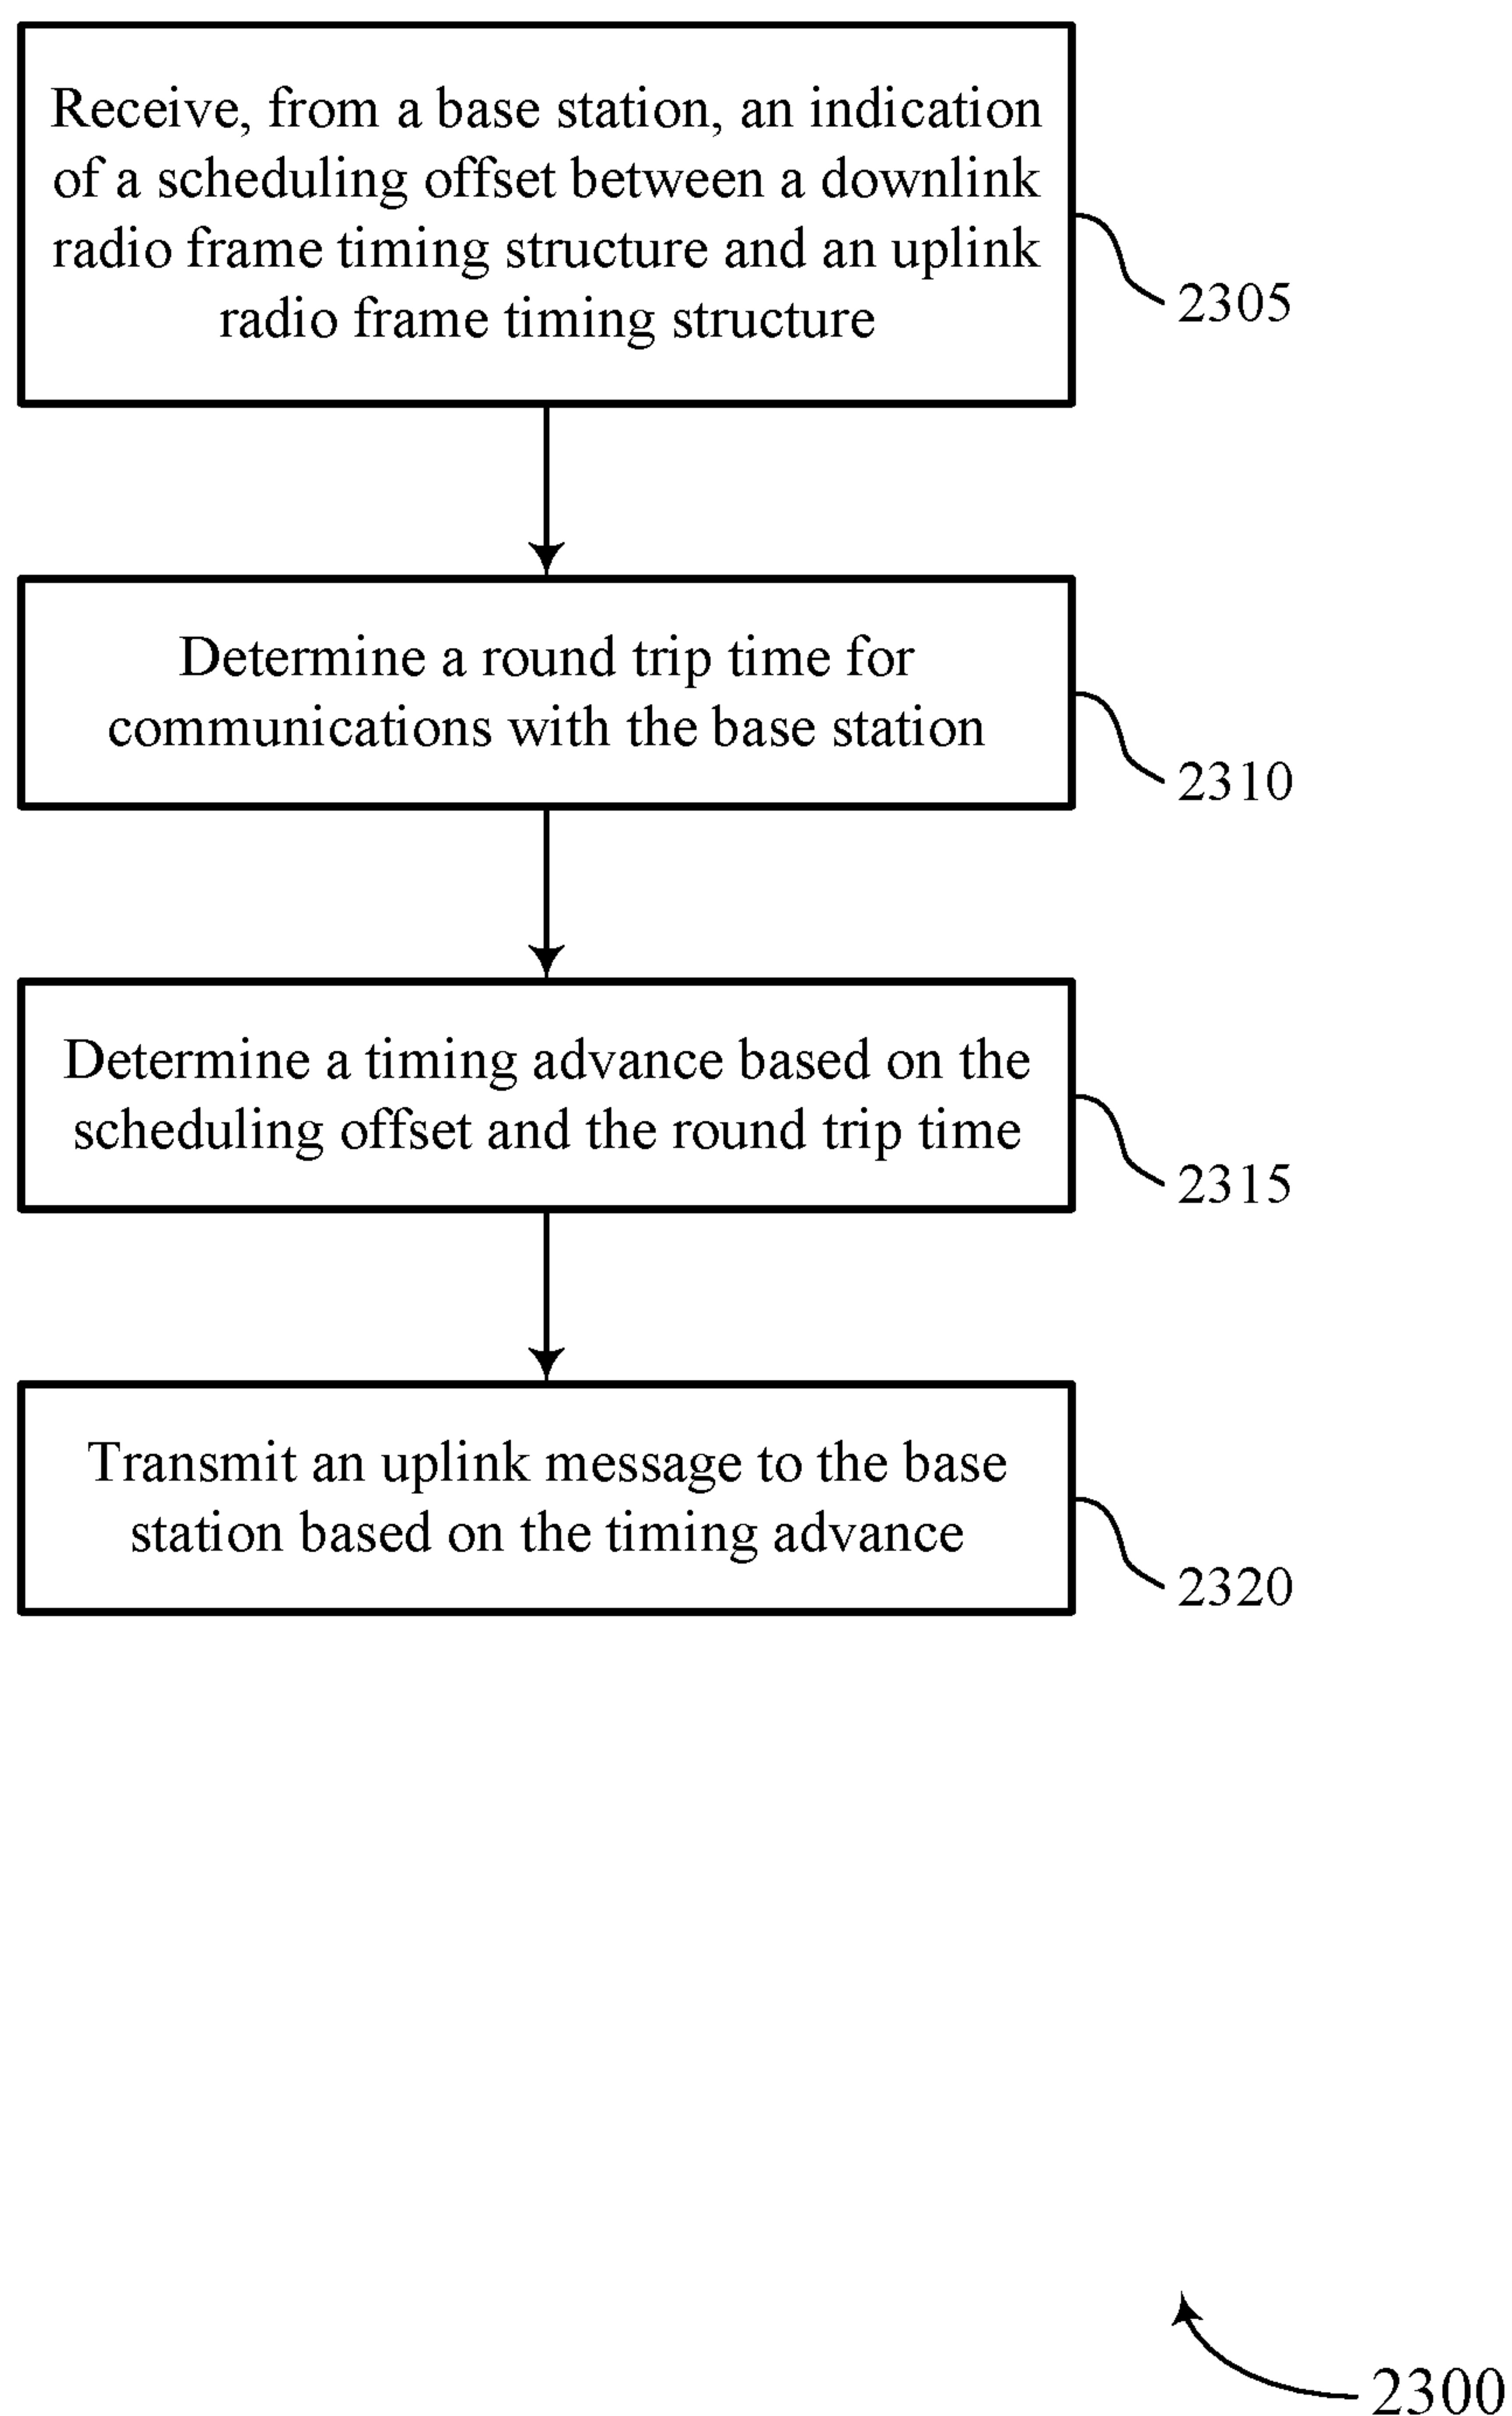 Receive, from a base station, an indication
of a scheduling offset between a downlink
radio frame timing structure and an uplink
radio frame timing structure
2305
Determine a round trip time for
communications with the base station
2310
Determine a timing advance based on the
scheduling offset and the round trip time
2315
Transmit an uplink message to the base
station based on the timing advance
2320
2300